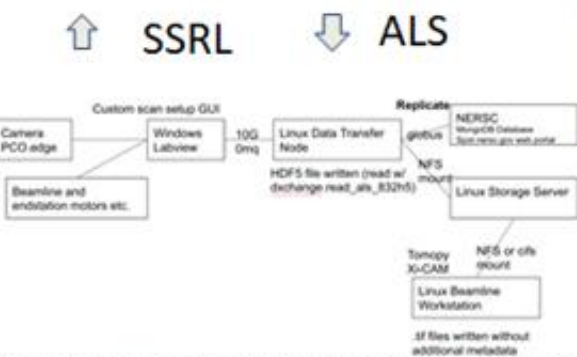 SSRL
ALS
Custom scan setup GUI
Camera
PCO.edge
Windows
Labview
10G
0mq
Linux Data Transfer
Node
Replicate
globus
NERSC
MongoDB Database
Spot.nersc.gov web portal
Beamline and
endstation motors etc.
HDF5 file written (read w/
dxchange.read_als_832h5)
NFS
mount
Linux Storage Server
Tomopy
Xi-CAM
NFS or cifs
mount
Linux Beamline
Workstation
.tif files written without
additional metadata